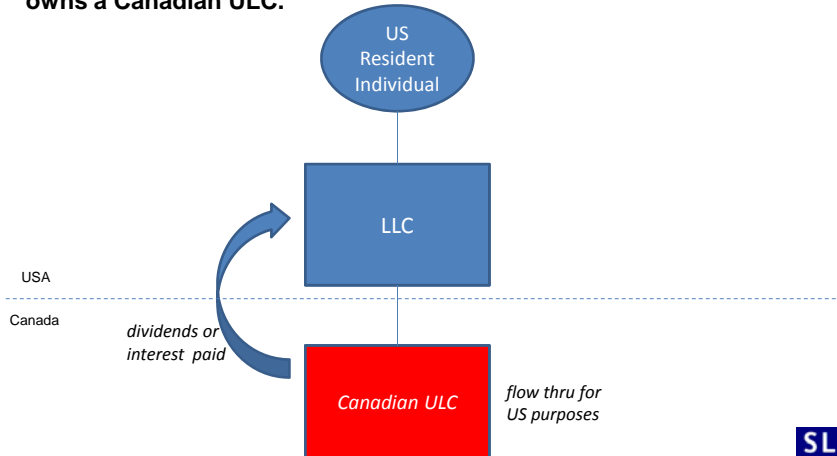 owns a Canadian ULC.
US
Resident
Individual
LLC
USA
Canada
dividends or
interest paid
Canadian ULC
flow thru for
US purposes
SL